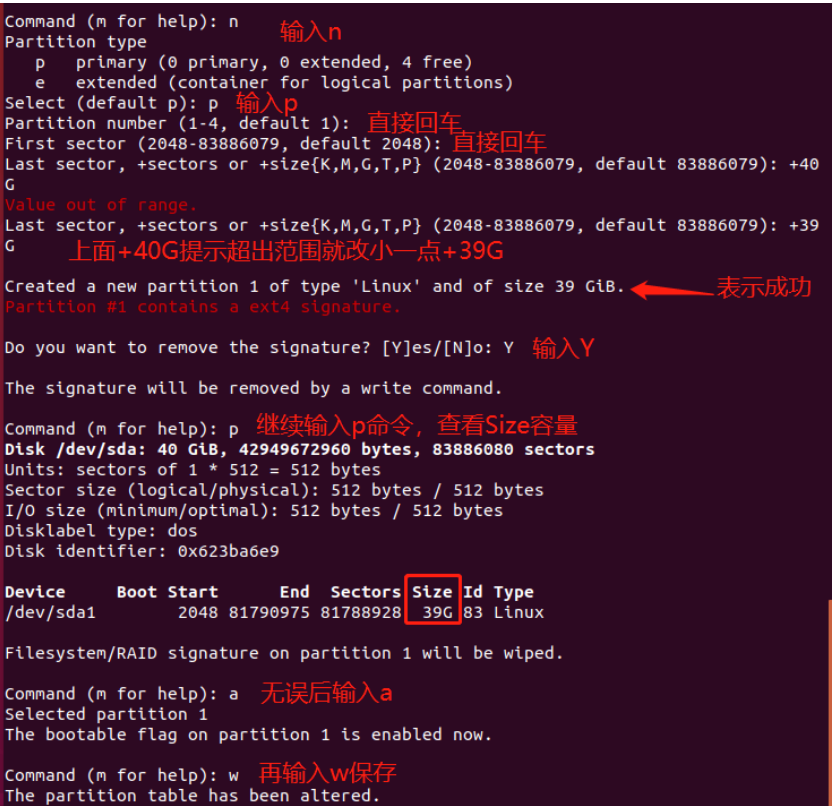 Command (m for help): n 输入n
Partition type
p primary (0 primary, 0 extended, 4 free)
e extended (container for logical partitions)
Select (default p): p 输入p
Partition number (1-4, default 1): 直接回车
First sector (2048-83886079, default 2048): 直接回车
Last sector, +sectors or +size{K,M,G,T,P} (2048-83886079, default 83886079): +40
G
Value out of range.
Last sector, +sectors or +size{K,M,G,T,P} (2048-83886079, default 83886079): +39
G 上面+40G提示超出范围就改小一点+39G
Created a new partition 1 of type 'Linux' and of size 39 GiB. 表示成功
Partition #1 contains a ext4 signature.
Do you want to remove the signature? [Y]es/[N]o: Y 输入Y
The signature will be removed by a write command.
Command (m for help): p 继续输入p命令，查看Size容量
Disk /dev/sda: 40 GiB, 42949672960 bytes, 83886080 sectors
Units: sectors of 1 * 512 = 512 bytes
Sector size (logical/physical): 512 bytes / 512 bytes
I/O size (minimum/optimal): 512 bytes / 512 bytes
Disklabel type: dos
Disk identifier: 0x623ba6e9
Device Boot Start End Sectors Size Id Type
/dev/sda1 2048 81790975 81788928 39G 83 Linux
Filesystem/RAID signature on partition 1 will be wiped.
Command (m for help): a 无误后输入a
Selected partition 1
The bootable flag on partition 1 is enabled now.
Command (m for help): w 再输入w保存
The partition table has been altered.